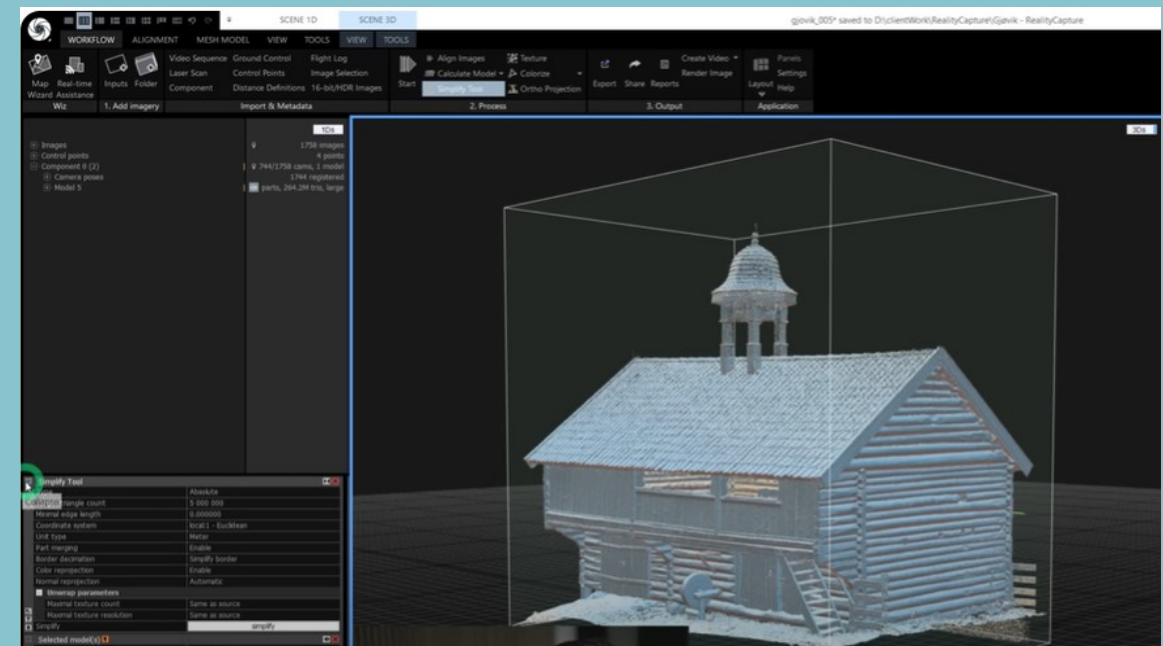 SCENE 1D SCENE 3D gjovik_005* saved to D:\clientWork\RealityCapture\Gjøvik - RealityCapture
WORKFLOW ALIGNMENT MESH MODEL VIEW TOOLS VIEW TOOLS
Video Sequence Ground Control Flight Log Align Images Texture Create Video Panels
Laser Scan Control Points Image Selection Calculate Model Colorize Render Image Settings
Map Wizard Real-time Assistance Inputs Folder Component Distance Definitions 16-bit/HDR Images Start Simplify Tool Ortho Projection Export Share Reports Layout Help
Wiz 1. Add imagery Import & Metadata 2. Process 3. Output Application
1Ds 3Ds
Images 1758 images
Control points 4 points
Component 0 (2) 744/1758 cams, 1 model
Camera poses 1744 registered
Model 5 parts, 264.2M tris, large
Simplify Tool
Absolute
Collapse triangle count 5 000 000
Minimal edge length 0.000000
Coordinate system local:1 - Euclidean
Unit type Meter
Part merging Enable
Border decimation Simplify border
Color reprojection Enable
Normal reprojection Automatic
Unwrap parameters
Maximal texture count Same as source
Maximal texture resolution Same as source
Simplify simplify
Selected model(s)